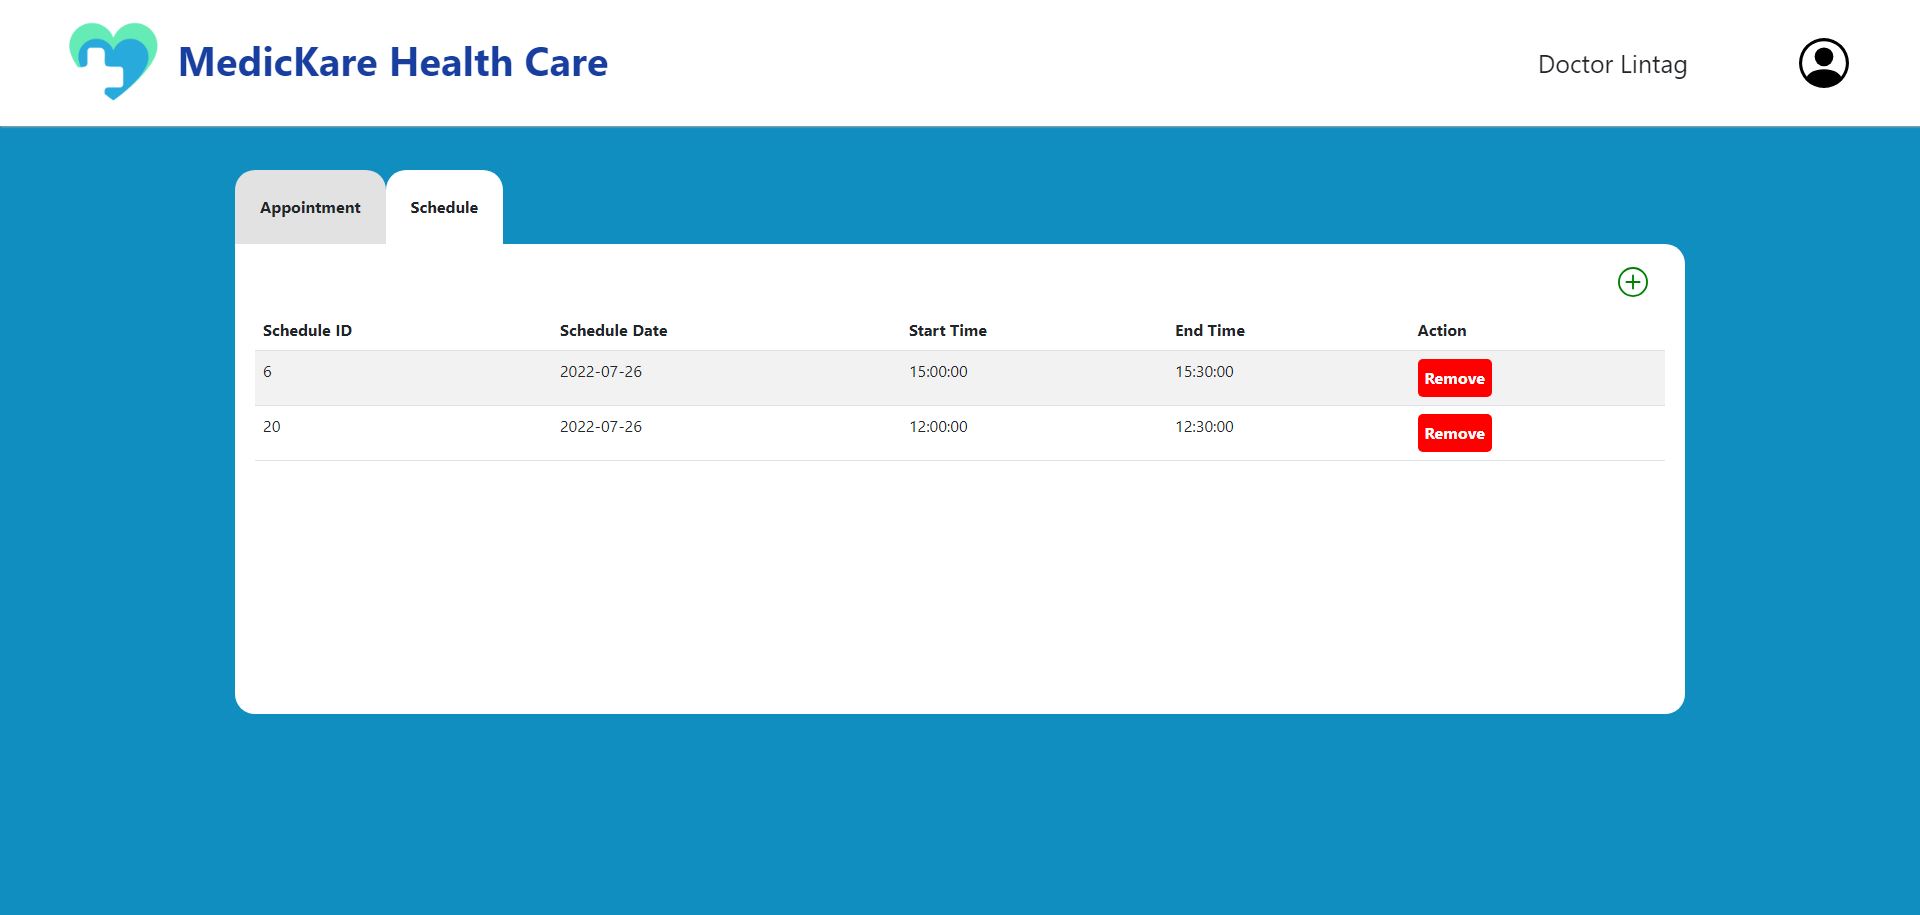 MedicKare Health Care
Doctor Lintag
Appointment Schedule
Schedule ID Schedule Date Start Time End Time Action
6 2022-07-26 15:00:00 15:30:00 Remove
20 2022-07-26 12:00:00 12:30:00 Remove